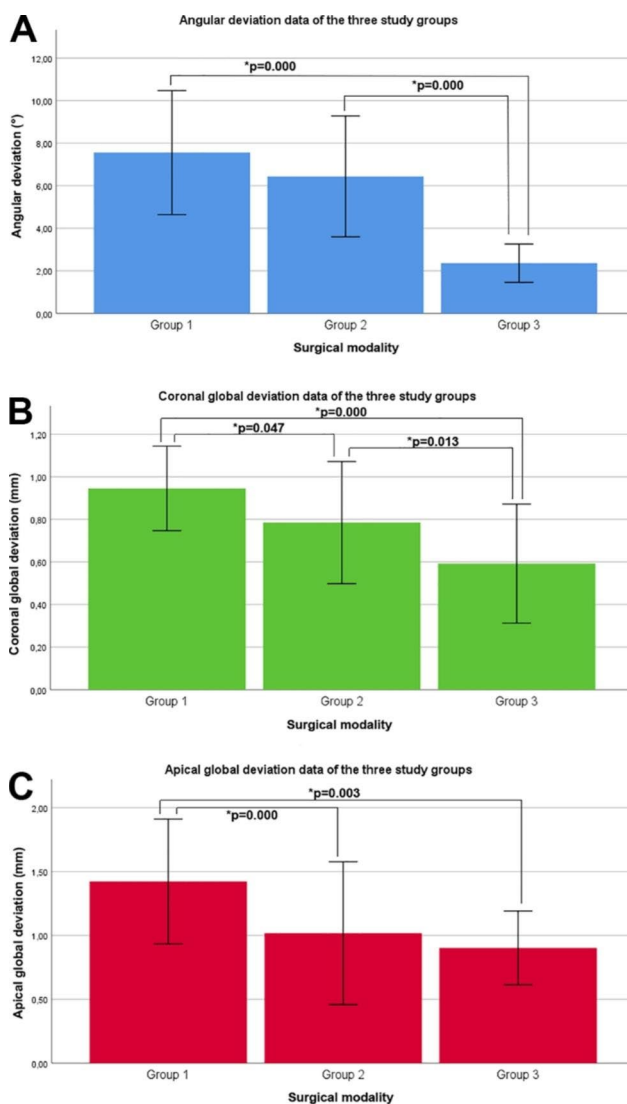 A
Angular deviation data of the three study groups
*p=0.000
*p=0.000
Angular deviation (°)
12,00
10,00
8,00
6,00
4,00
2,00
0,00
Group 1
Group 2
Group 3
Surgical modality
B
Coronal global deviation data of the three study groups
*p=0.000
*p=0.047
*p=0.013
Coronal global deviation (mm)
1,20
1,00
0,80
0,60
0,40
0,20
0,00
Group 1
Group 2
Group 3
Surgical modality
C
Apical global deviation data of the three study groups
*p=0.003
*p=0.000
Apical global deviation (mm)
2,00
1,50
1,00
0,50
0,00
Group 1
Group 2
Group 3
Surgical modality